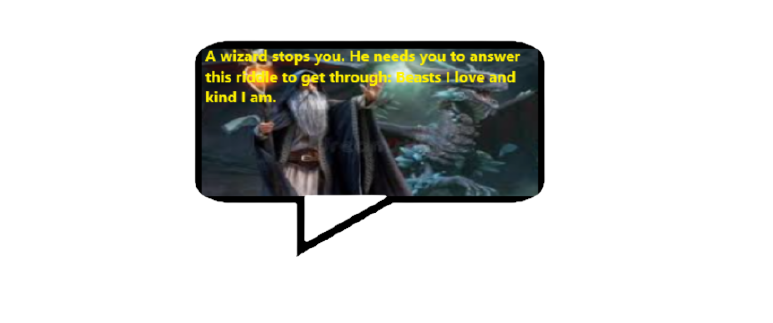 A wizard stops you. He needs you to answer
this riddle to get through: Beasts I love and
kind I am.